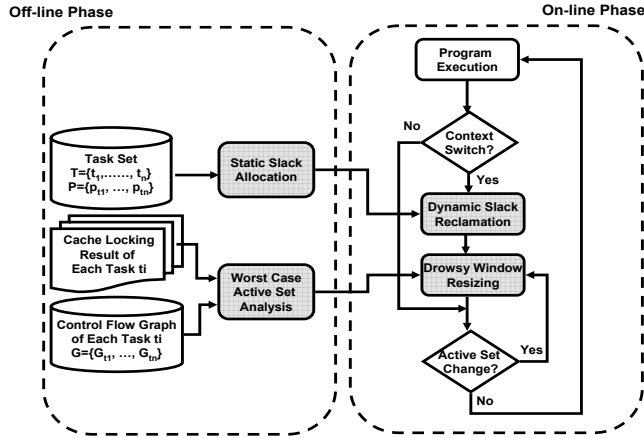 Off-line Phase
On-line Phase
Task Set
T={t1,......, tn}
P={pt1, ..., ptn}
Static Slack
Allocation
Cache Locking
Result of
Each Task ti
Worst Case
Active Set
Analysis
Control Flow Graph
of Each Task ti
G={Gt1, ..., Gtn}
Program
Execution
No
Context
Switch?
Yes
Dynamic Slack
Reclamation
Drowsy Window
Resizing
Active Set
Change?
Yes
No